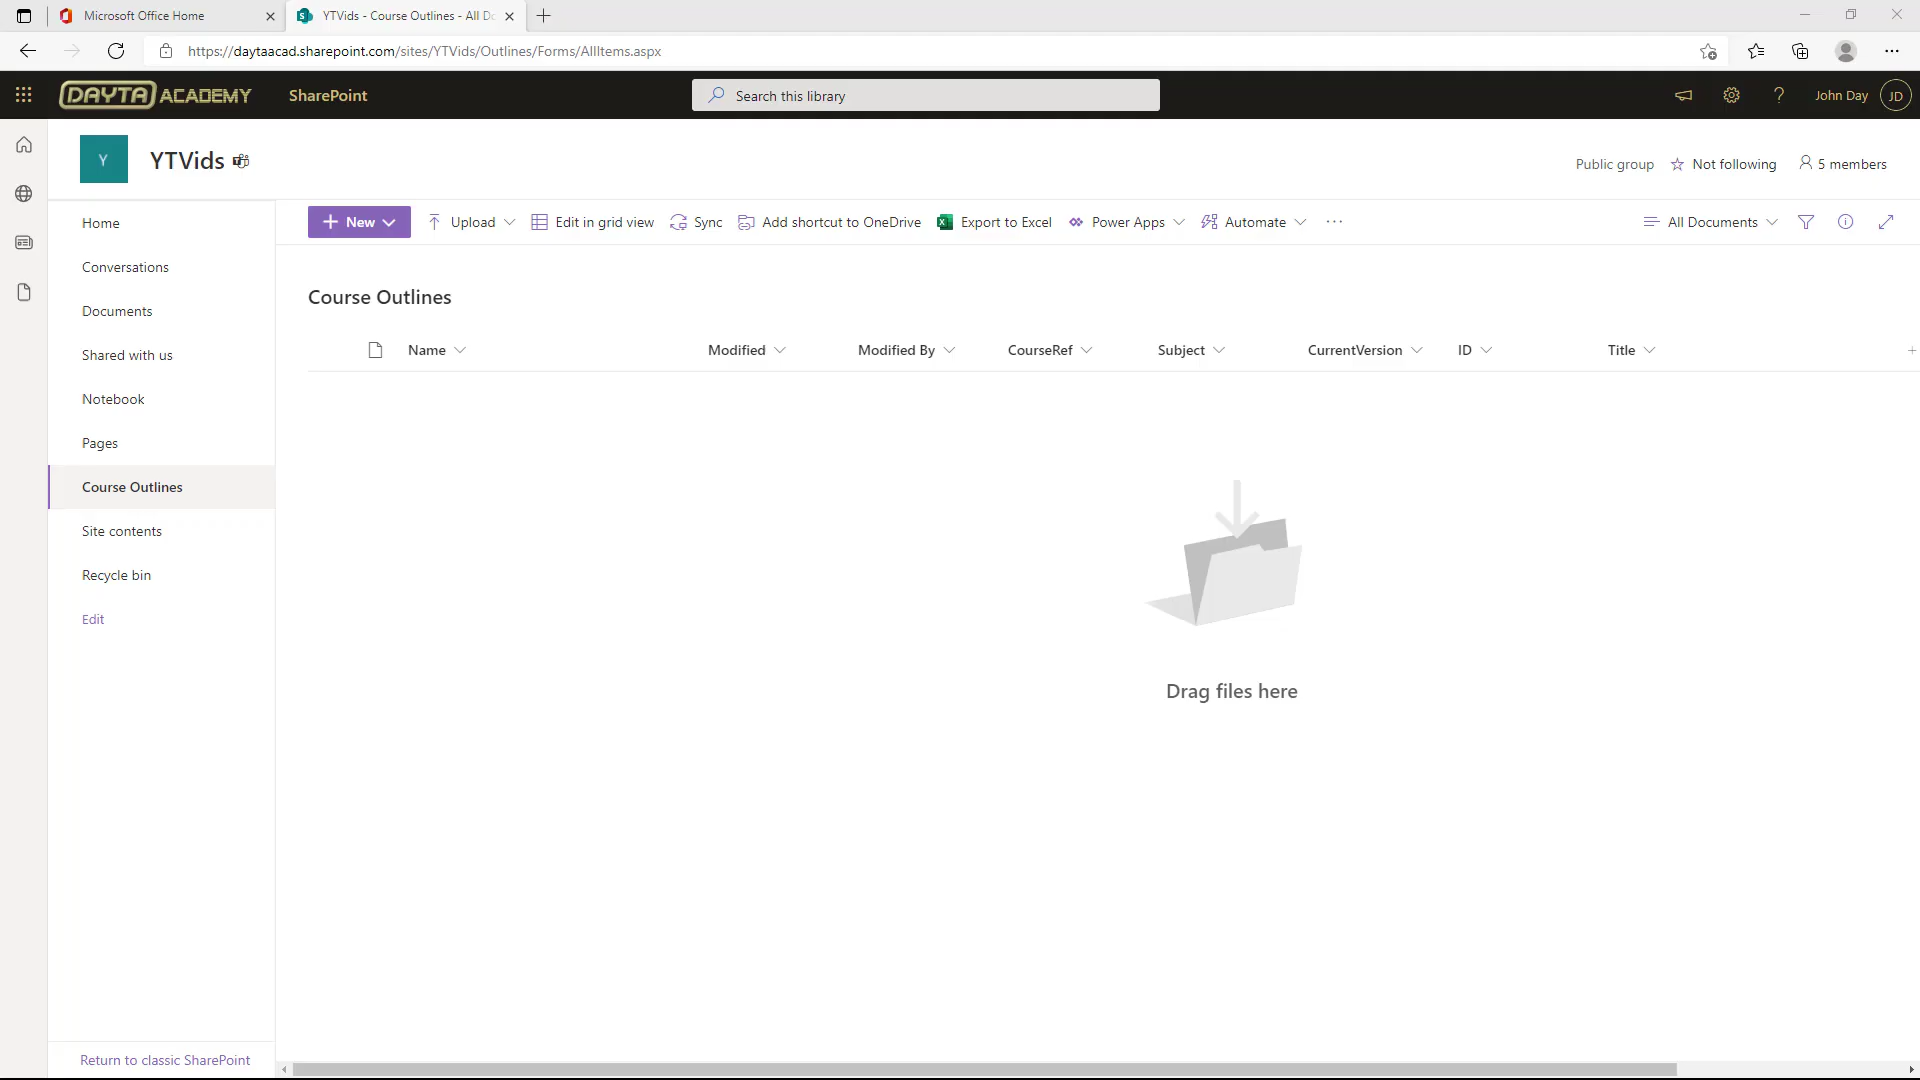 Microsoft Office Home
YTVids - Course Outlines - All Do
https://daytaacad.sharepoint.com/sites/YTVids/Outlines/Forms/AllItems.aspx
DAYTA ACADEMY
SharePoint
Search this library
?
John Day
JD
Y
YTVids
Public group
Not following
5 members
Home
Conversations
Documents
Shared with us
Notebook
Pages
Course Outlines
Site contents
Recycle bin
Edit
Return to classic SharePoint
+ New
Upload
Edit in grid view
Sync
Add shortcut to OneDrive
Export to Excel
Power Apps
Automate
...
All Documents
Course Outlines
Name
Modified
Modified By
CourseRef
Subject
CurrentVersion
ID
Title
Drag files here